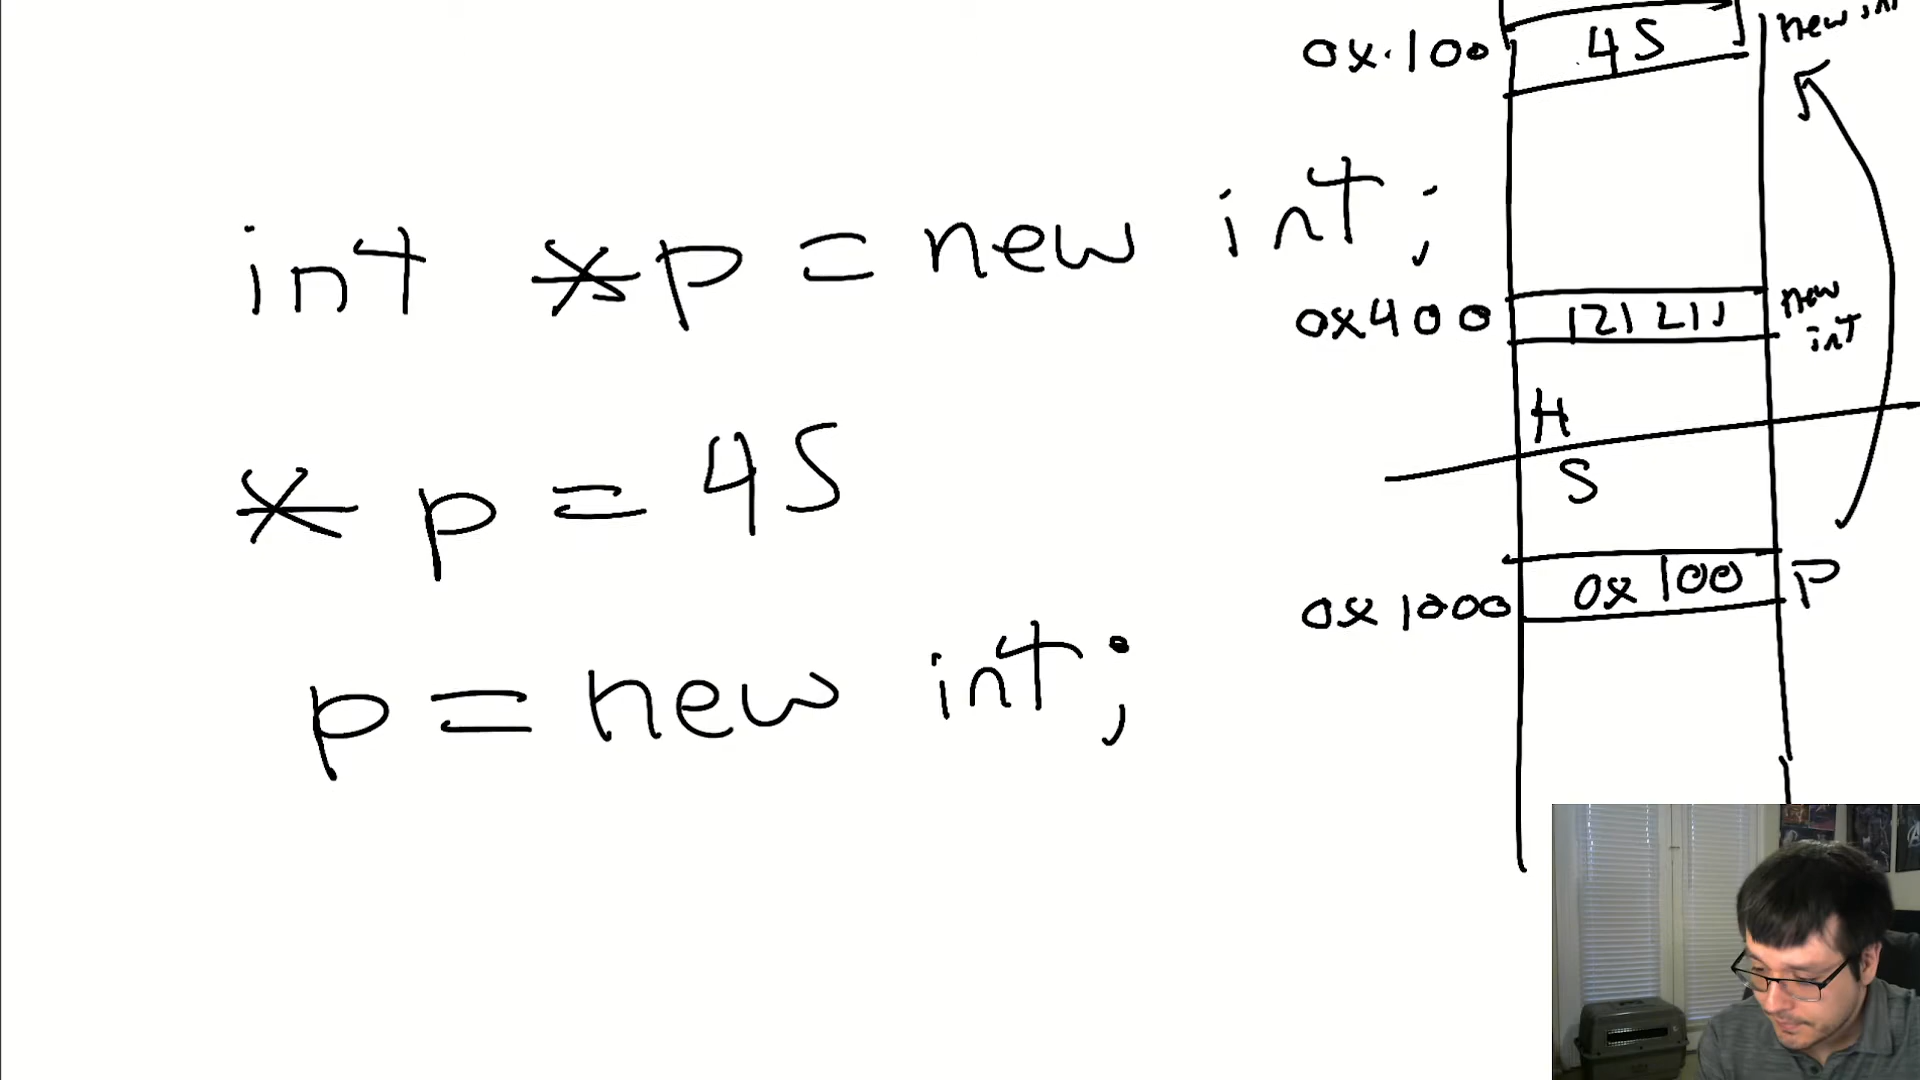 int *p = new int;
*p = 45
p = new int;
0x100 45 new int
0x400 121211 new
int
H
S
0x1000 0x100 P